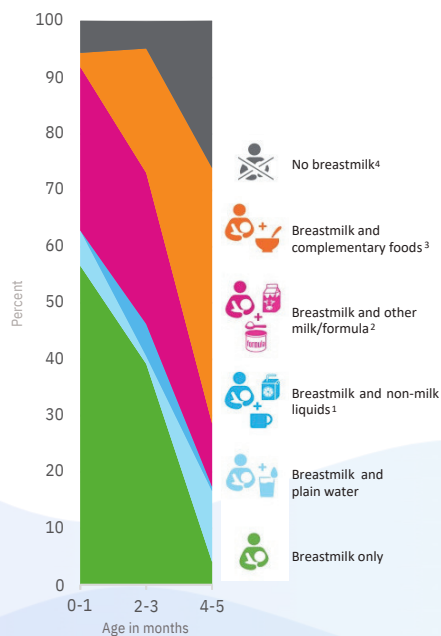 100
90
80
70
60
50
40
30
20
10
0
Percent
0-1
2-3
4-5
Age in months
No breastmilk⁴
Breastmilk and
complementary foods³
Breastmilk and other
milk/formula²
formula
Breastmilk and non-milk
liquids¹
Breastmilk and
plain water
Breastmilk only